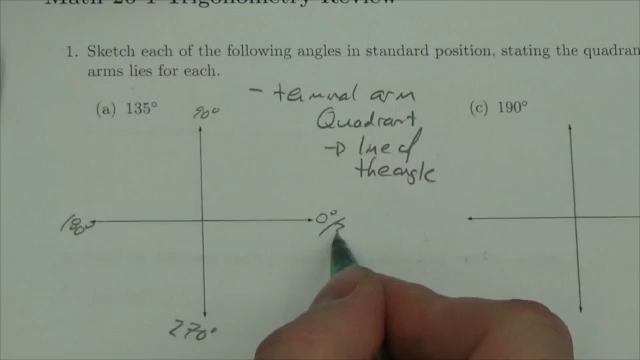 Math 20-1 Trigonometry Review
1. Sketch each of the following angles in standard position, stating the quadran
arms lies for each.
(a) 135°
(c) 190°
- terminal arm
Quadrant
→ line of
the angle
90°
180°
0°/
270°